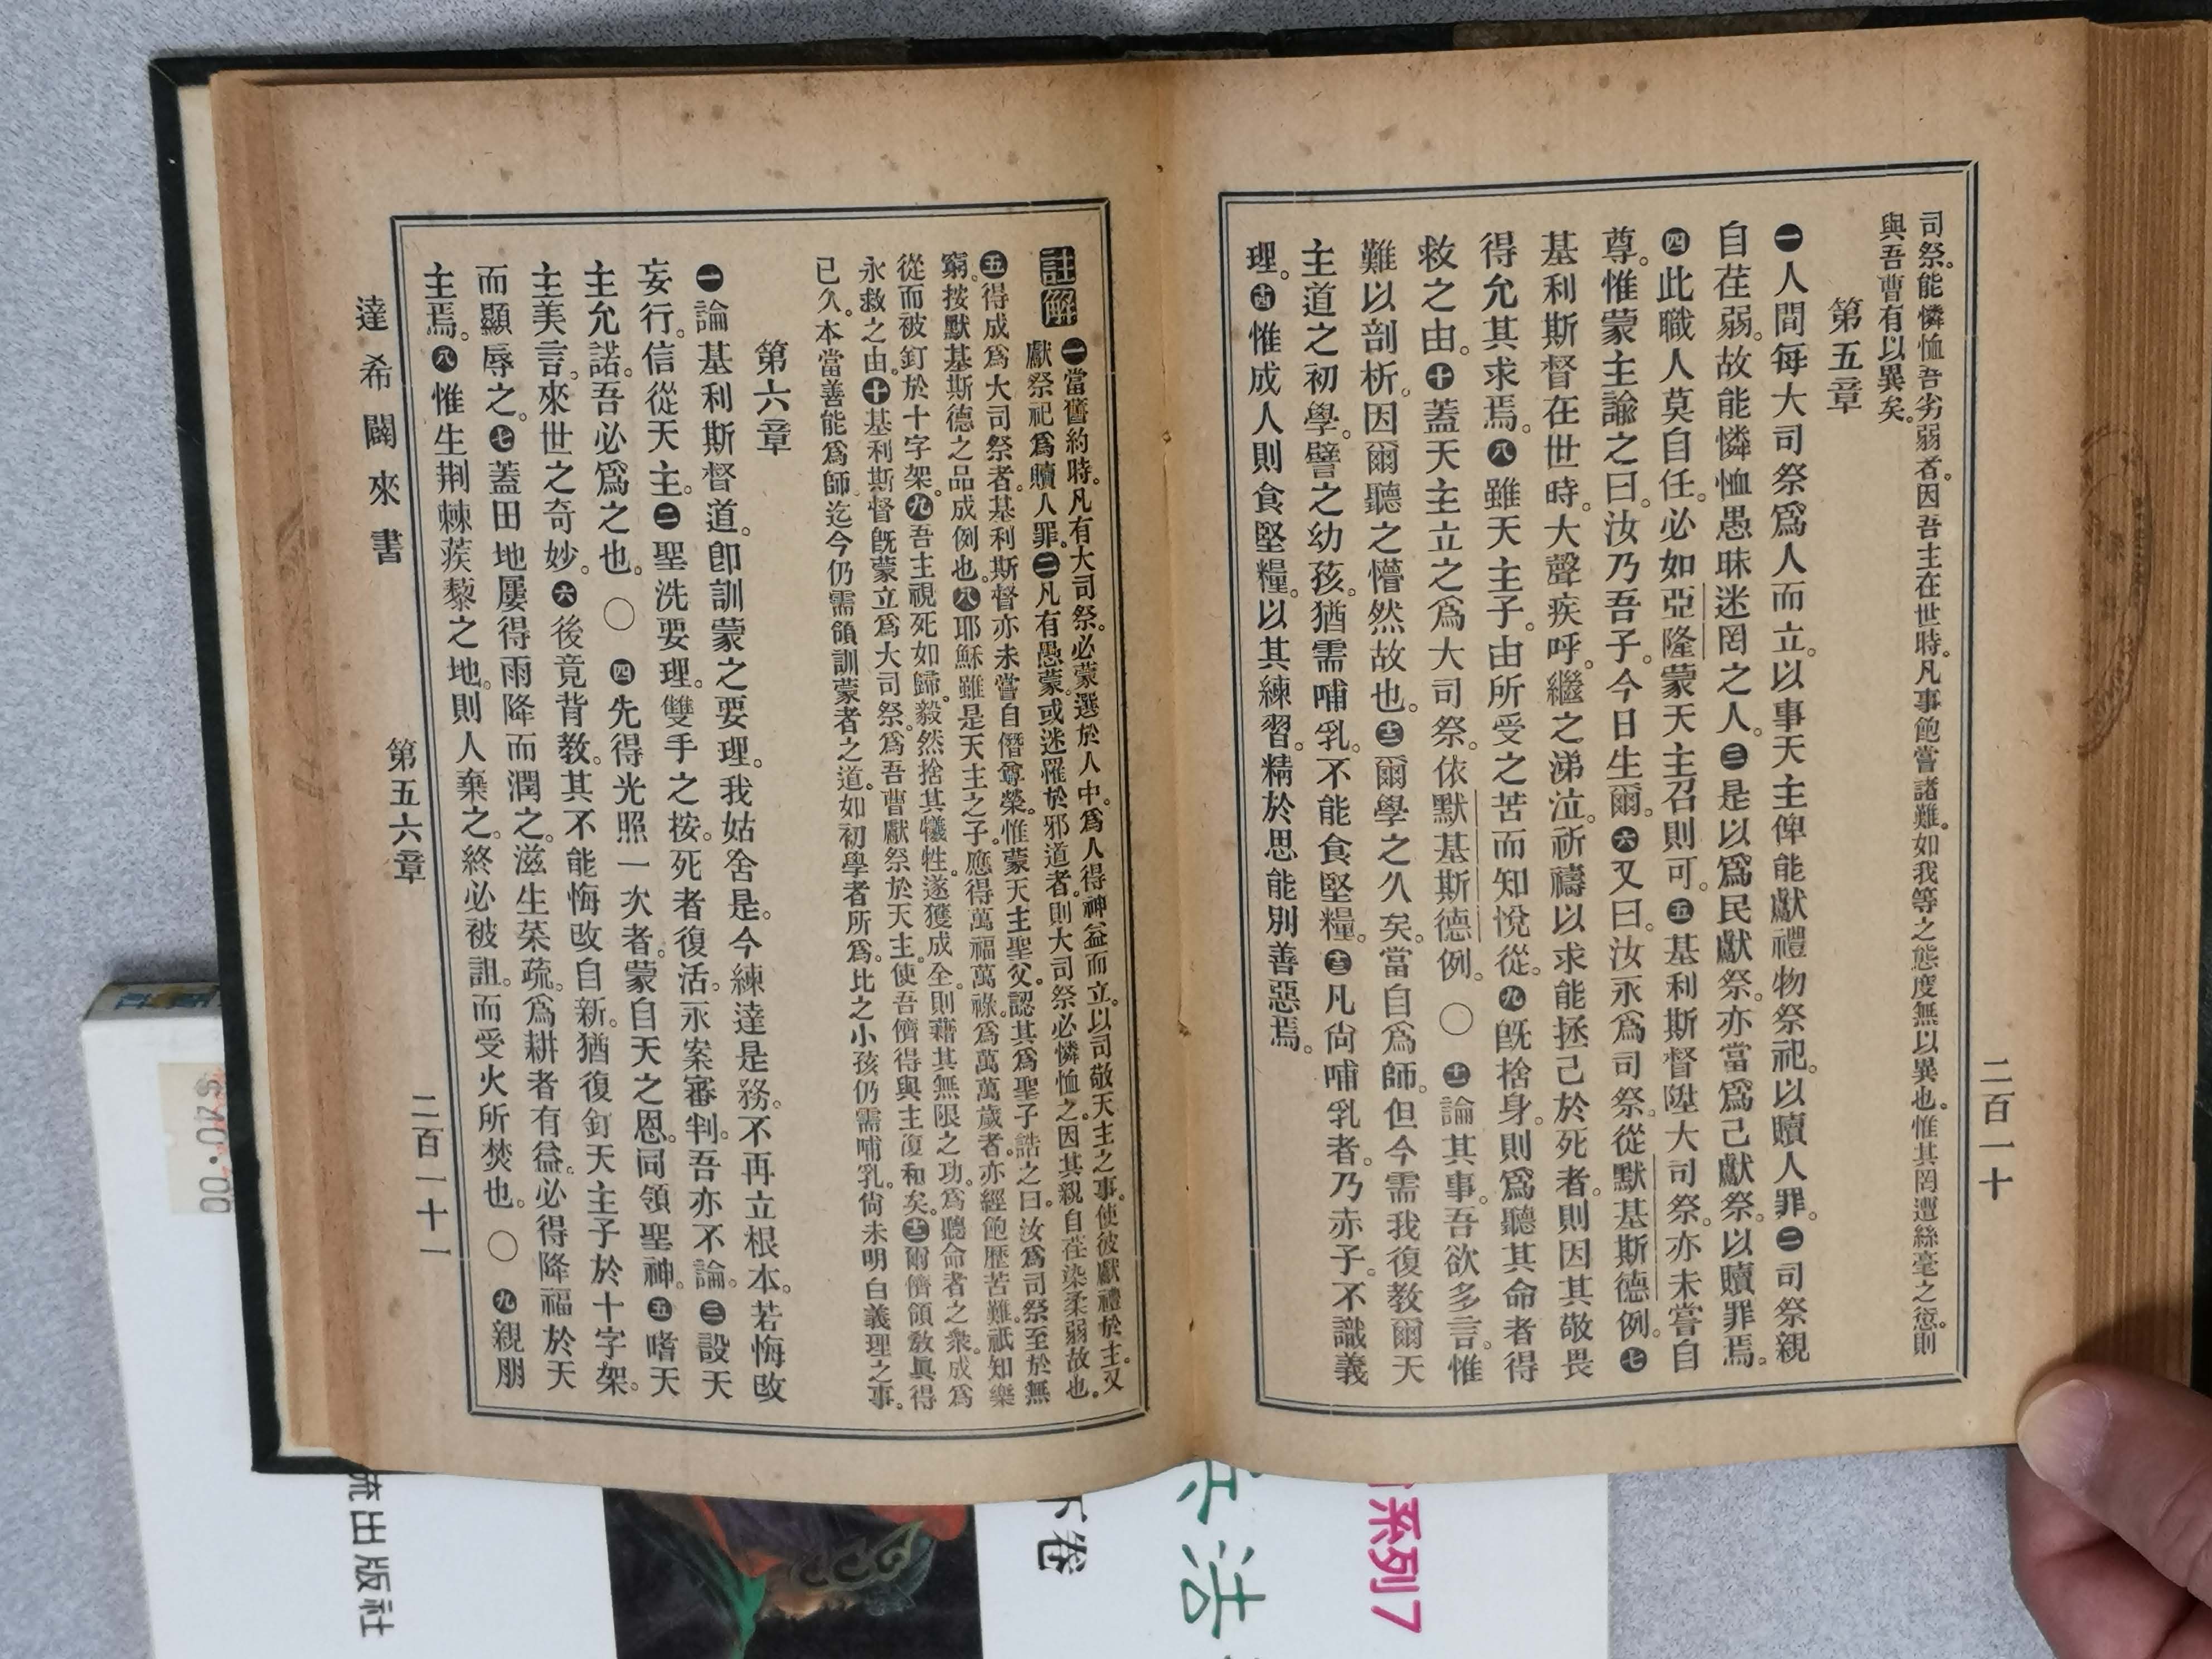 司祭。能憐恤吾劣弱者。因吾主在世時。凡事飽嘗諸難。如我等之態度無以異也。惟其罔遭絲毫之愆。則
與吾曹有以異矣。
第五章
一人間每大司祭爲人而立。以事天主俾能獻禮物祭祀。以贖人罪。二司祭親
自荏弱。故能憐恤愚昧迷罔之人。三是以爲民獻祭。亦當爲己獻祭。以贖罪焉。
四此職人莫自任。必如亞隆蒙天主召則可。五基利斯督陞大司祭。亦未嘗自
尊。惟蒙主諭之曰。汝乃吾子。今日生爾。六又曰。汝永爲司祭。從默基斯德例。七
基利斯督在世時。大聲疾呼。繼之涕泣。祈禱以求能拯己於死者。則因其敬畏
得允其求焉。八雖天主子。由所受之苦而知悅從。九旣捨身。則爲聽其命者得
救之由。十蓋天主立之爲大司祭。依默基斯德例。○十一論其事。吾欲多言。惟
難以剖析。因爾聽之懵然故也。十二爾學之久矣。當自爲師。但今需我復教爾天
主道之初學。譬之幼孩。猶需哺乳。不能食堅糧。十三凡尙哺乳者。乃赤子。不識義
理。十四惟成人則食堅糧。以其練習。精於思能別善惡焉。
二百一十
註解
一當舊約時。凡有大司祭。必蒙選於人中。爲人得神益而立。以司敬天主之事。使彼獻禮於主。又
獻祭祀爲贖人罪。二凡有愚蒙。或迷罹於邪道者。則大司祭必憐恤之。因其親自荏染柔弱故也。
五得成爲大司祭者。基利斯督亦未嘗自僭尊榮。惟蒙天主聖父。認其爲聖子誥之曰。汝爲司祭至於無
窮。按默基斯德之品成例也。八耶穌雖是天主之子。應得萬福萬祿。爲萬萬歲者。亦經飽歷苦難。祇知樂
從而被釘於十字架。九吾主視死如歸。毅然捨其犧牲。遂獲成全。則藉其無限之功。爲聽命者之衆。成爲
永救之由。十基利斯督旣蒙立爲大司祭。爲吾曹獻祭於天主。使吾儕得與主復和矣。十二爾儕領敎眞得
已久。本當善能爲師。迄今仍需領訓蒙者之道。如初學者所爲。比之小孩仍需哺乳。尙未明白義理之事。
第六章
一論基利斯督道。卽訓蒙之要理。我姑舍是。今練達是務。不再立根本。若悔改
妄行。信從天主。二聖洗要理。雙手之按。死者復活。永案審判。吾亦不論。三設天
主允諾。吾必爲之也。○四先得光照一次者。蒙自天之恩。同領聖神。五嗜天
主美言。來世之奇妙。六後竟背教。其不能悔改自新。猶復釘天主子於十字架。
而顯辱之。七蓋田地屢得雨降而潤之。滋生菜蔬。爲耕者有益。必得降福於天
主焉。八惟生荆棘蒺藜之地。則人棄之。終必被詛。而受火所焚也。○九親朋
達希闢來書
第五六章
二百一十一
$40.00
流出版社
下卷
兵法
系列7